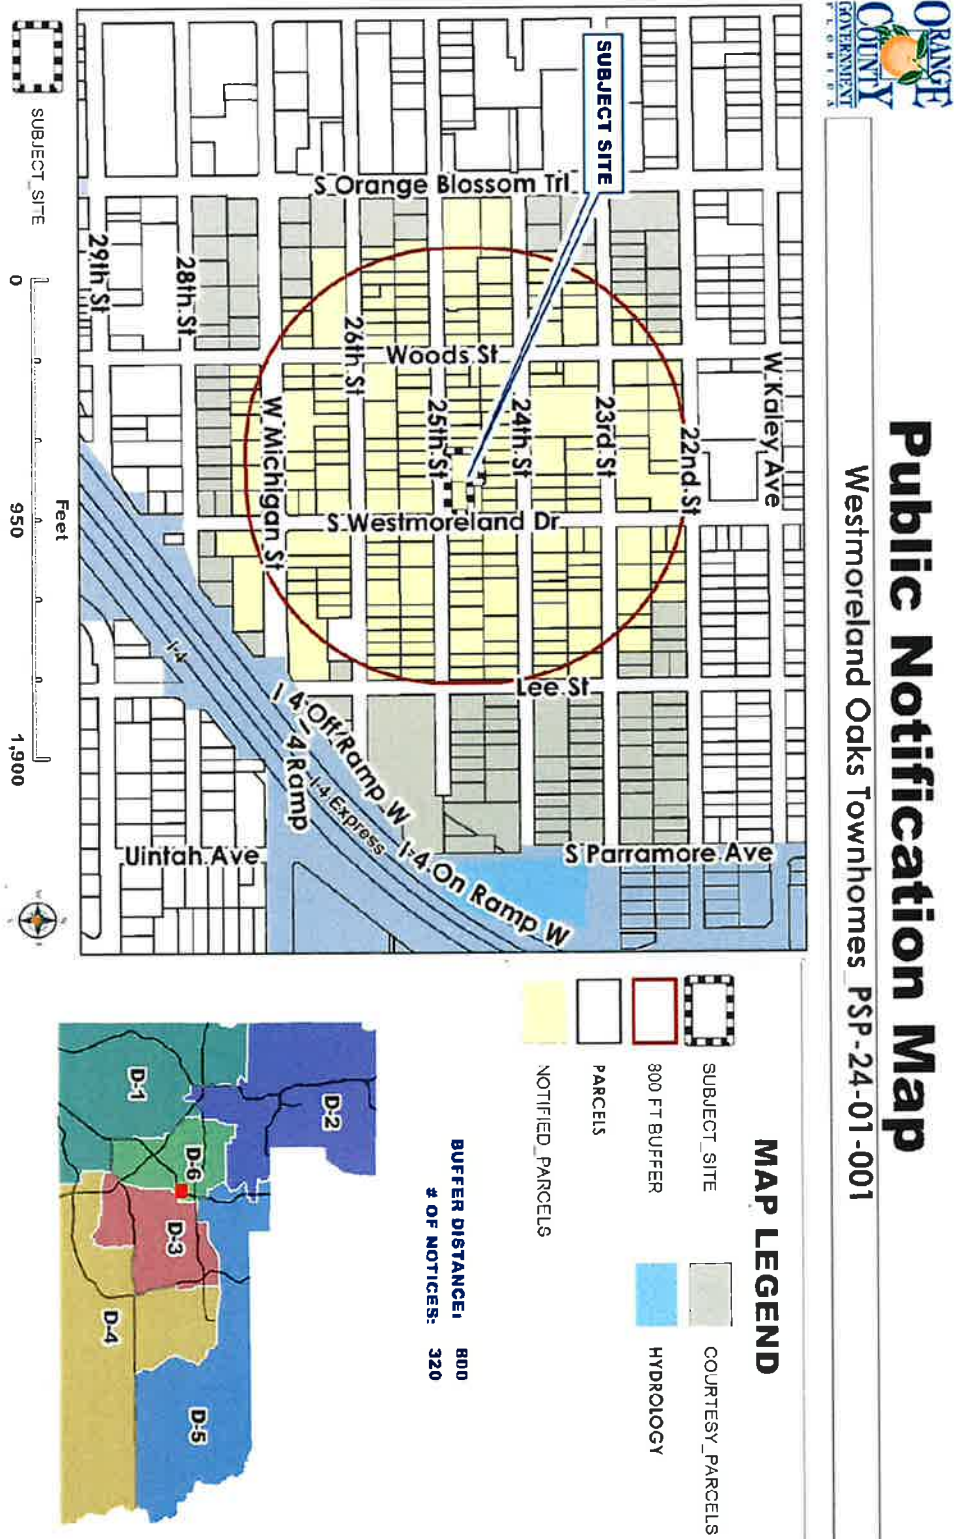 ORANGE
COUNTY
GOVERNMENT
FLORIDA
Public Notification Map
Westmoreland Oaks Townhomes_PSP-24-01-001
SUBJECT SITE
S Orange Blossom Trl
Woods St
S Westmoreland Dr
Lee St
S Parramore Ave
Uintah Ave
W Kaley Ave
22nd St
23rd St
24th St
25th St
26th St
W Michigan St
28th St
29th St
I-4
I 4 Off Ramp W
4 Ramp
I-4 Express
I-4 On Ramp W
SUBJECT_SITE
0 950 1,900
Feet
MAP LEGEND
SUBJECT_SITE
800 FT BUFFER
PARCELS
NOTIFIED_PARCELS
COURTESY_PARCELS
HYDROLOGY
BUFFER DISTANCE: 800
# OF NOTICES: 320
D-1
D-2
D-3
D-4
D-5
D-6